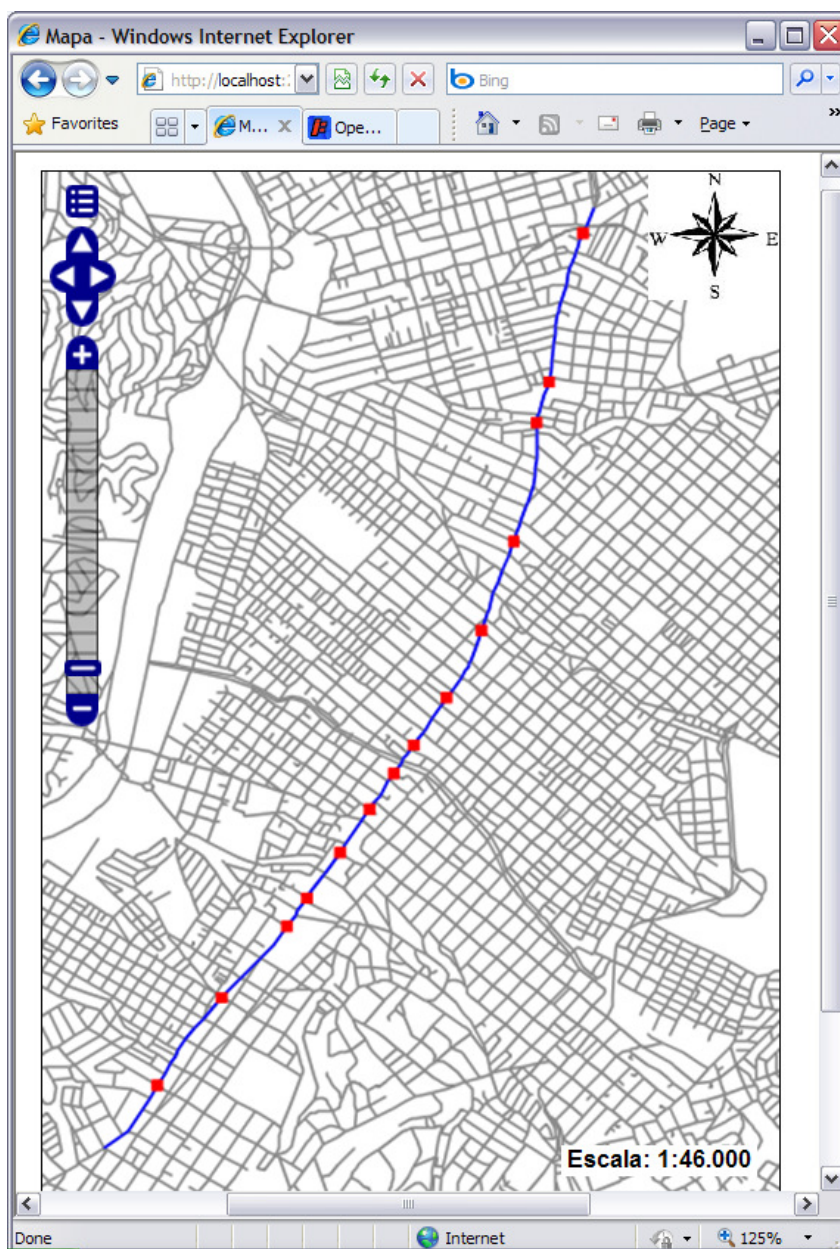 Mapa - Windows Internet Explorer
http://localhost:
Bing
Favorites
M...
Ope...
Page
»
N
W
E
S
Escala: 1:46.000
Done
Internet
125%